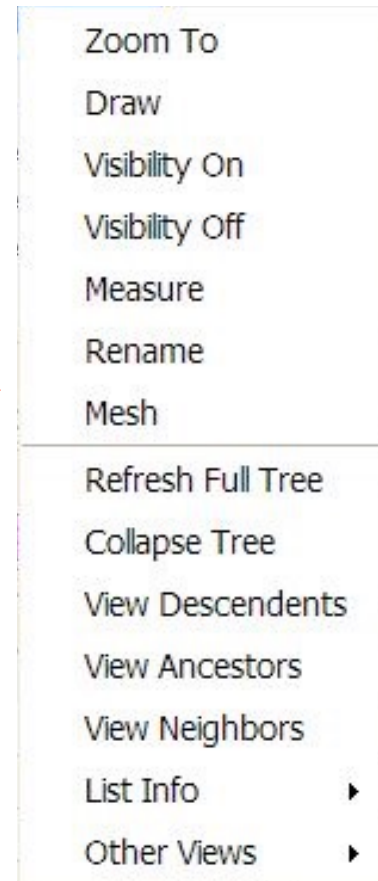 Zoom To
Draw
Visibility On
Visibility Off
Measure
Rename
Mesh
Refresh Full Tree
Collapse Tree
View Descendents
View Ancestors
View Neighbors
List Info
Other Views